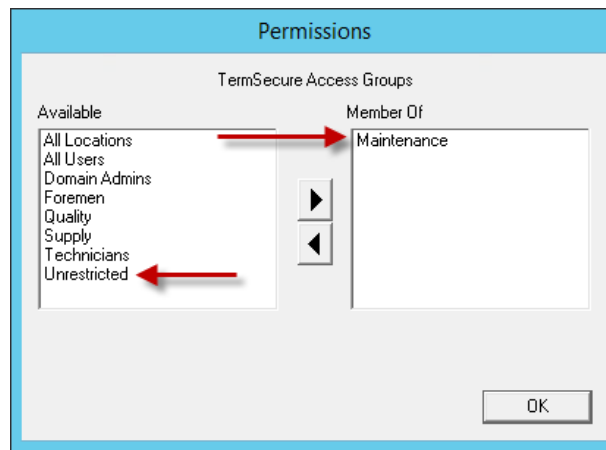 Permissions
TermSecure Access Groups
Available
Member Of
All Locations
All Users
Domain Admins
Foremen
Quality
Supply
Technicians
Unrestricted
Maintenance
OK